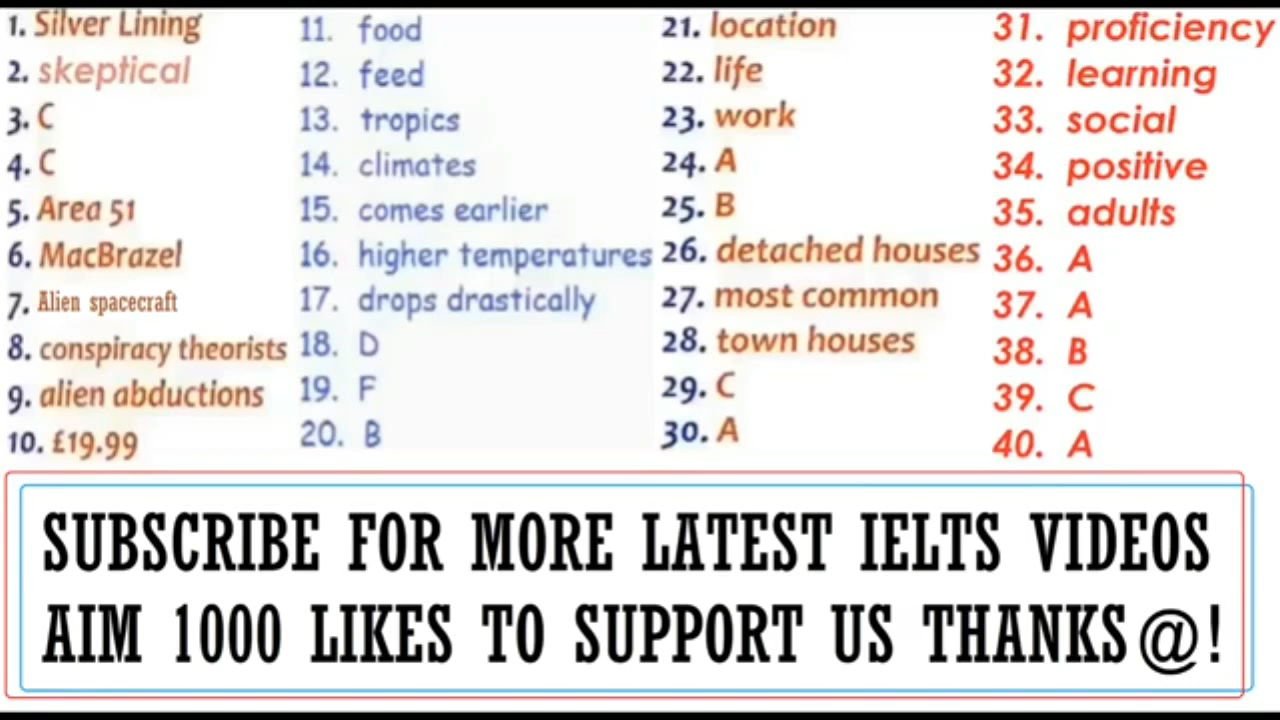 1. Silver Lining
2. skeptical
3. C
4. C
5. Area 51
6. MacBrazel
7. Alien spacecraft
8. conspiracy theorists
9. alien abductions
10. £19.99
11. food
12. feed
13. tropics
14. climates
15. comes earlier
16. higher temperatures
17. drops drastically
18. D
19. F
20. B
21. location
22. life
23. work
24. A
25. B
26. detached houses
27. most common
28. town houses
29. C
30. A
31. proficiency
32. learning
33. social
34. positive
35. adults
36. A
37. A
38. B
39. C
40. A
SUBSCRIBE FOR MORE LATEST IELTS VIDEOS
AIM 1000 LIKES TO SUPPORT US THANKS@!